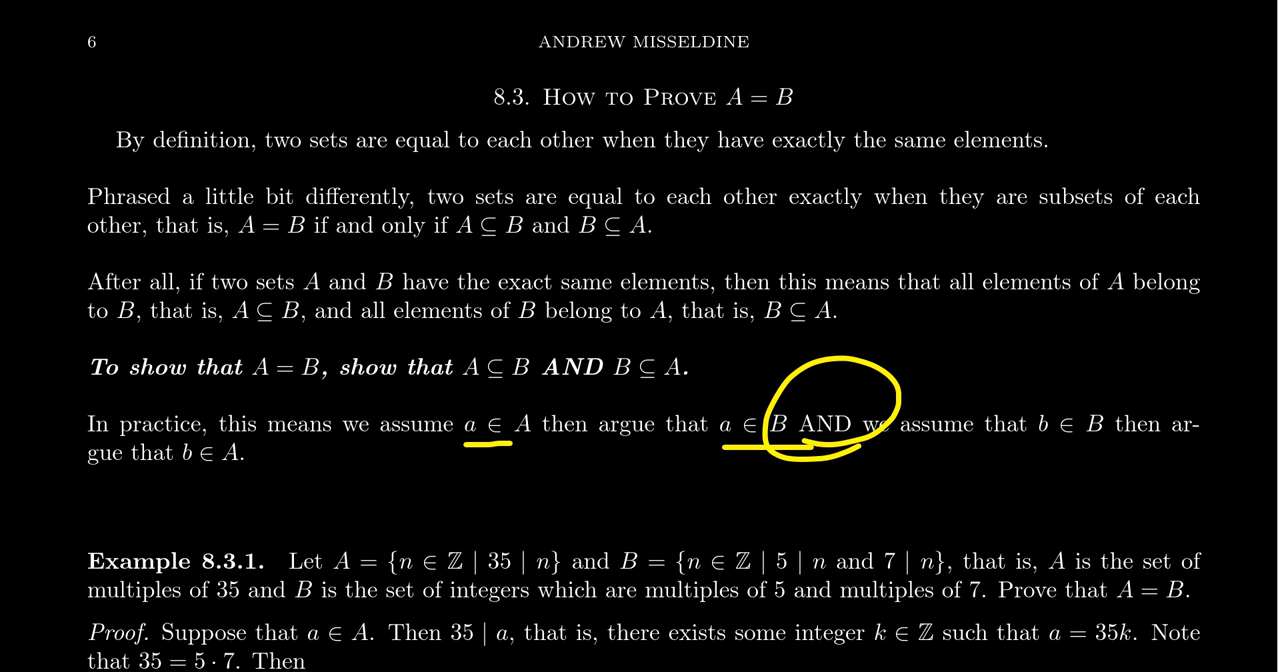 6
ANDREW MISSELDINE
8.3. HOW TO PROVE A = B
By definition, two sets are equal to each other when they have exactly the same elements.
Phrased a little bit differently, two sets are equal to each other exactly when they are subsets of each
other, that is, A = B if and only if A ⊆ B and B ⊆ A.
After all, if two sets A and B have the exact same elements, then this means that all elements of A belong
to B, that is, A ⊆ B, and all elements of B belong to A, that is, B ⊆ A.
To show that A = B, show that A ⊆ B AND B ⊆ A.
In practice, this means we assume a ∈ A then argue that a ∈ B AND we assume that b ∈ B then ar-
gue that b ∈ A.
Example 8.3.1. Let A = {n ∈ ℤ | 35 | n} and B = {n ∈ ℤ | 5 | n and 7 | n}, that is, A is the set of
multiples of 35 and B is the set of integers which are multiples of 5 and multiples of 7. Prove that A = B.
Proof. Suppose that a ∈ A. Then 35 | a, that is, there exists some integer k ∈ ℤ such that a = 35k. Note
that 35 = 5 · 7. Then